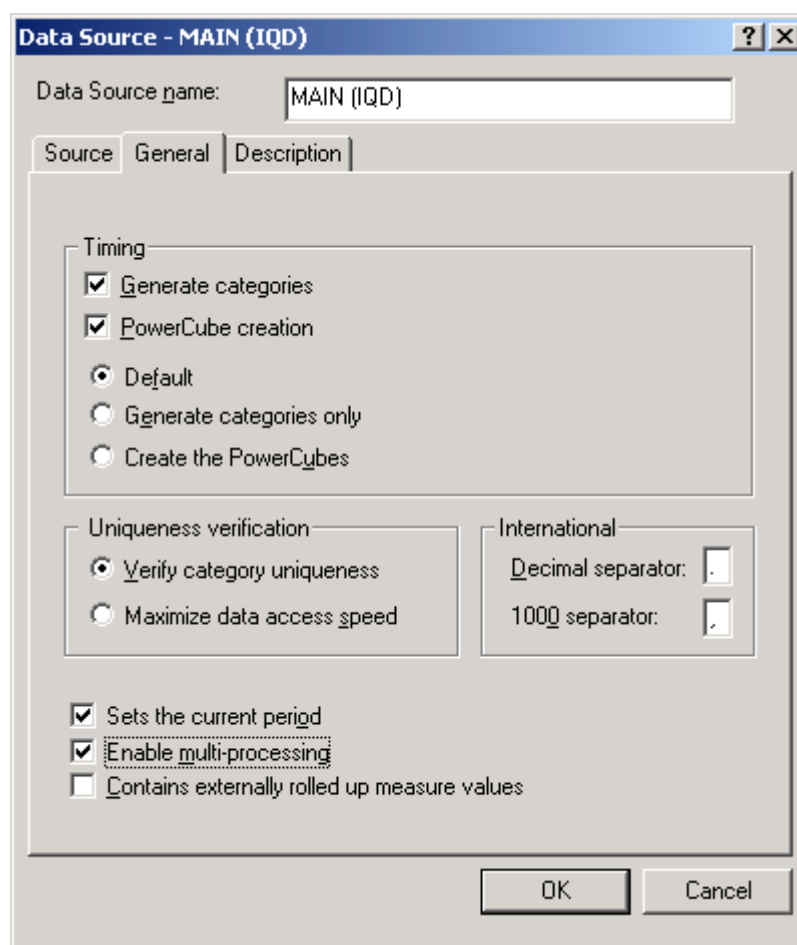 Data Source - MAIN (IQD)
Data Source name: MAIN (IQD)
Source General Description
Timing
Generate categories
PowerCube creation
Default
Generate categories only
Create the PowerCubes
Uniqueness verification
Verify category uniqueness
Maximize data access speed
International
Decimal separator: .
1000 separator: ,
Sets the current period
Enable multi-processing
Contains externally rolled up measure values
OK Cancel